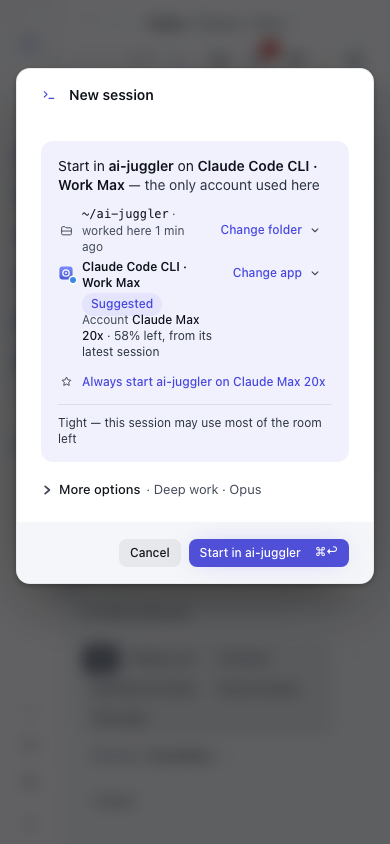 New session
Start in ai-juggler on Claude Code CLI ·
Work Max — the only account used here
~/ai-juggler ·
worked here 1 min
ago
Change folder
Claude Code CLI ·
Work Max
Change app
Suggested
Account Claude Max
20x · 58% left, from its
latest session
Always start ai-juggler on Claude Max 20x
Tight — this session may use most of the room
left
More options · Deep work · Opus
Cancel
Start in ai-juggler ⌘↩